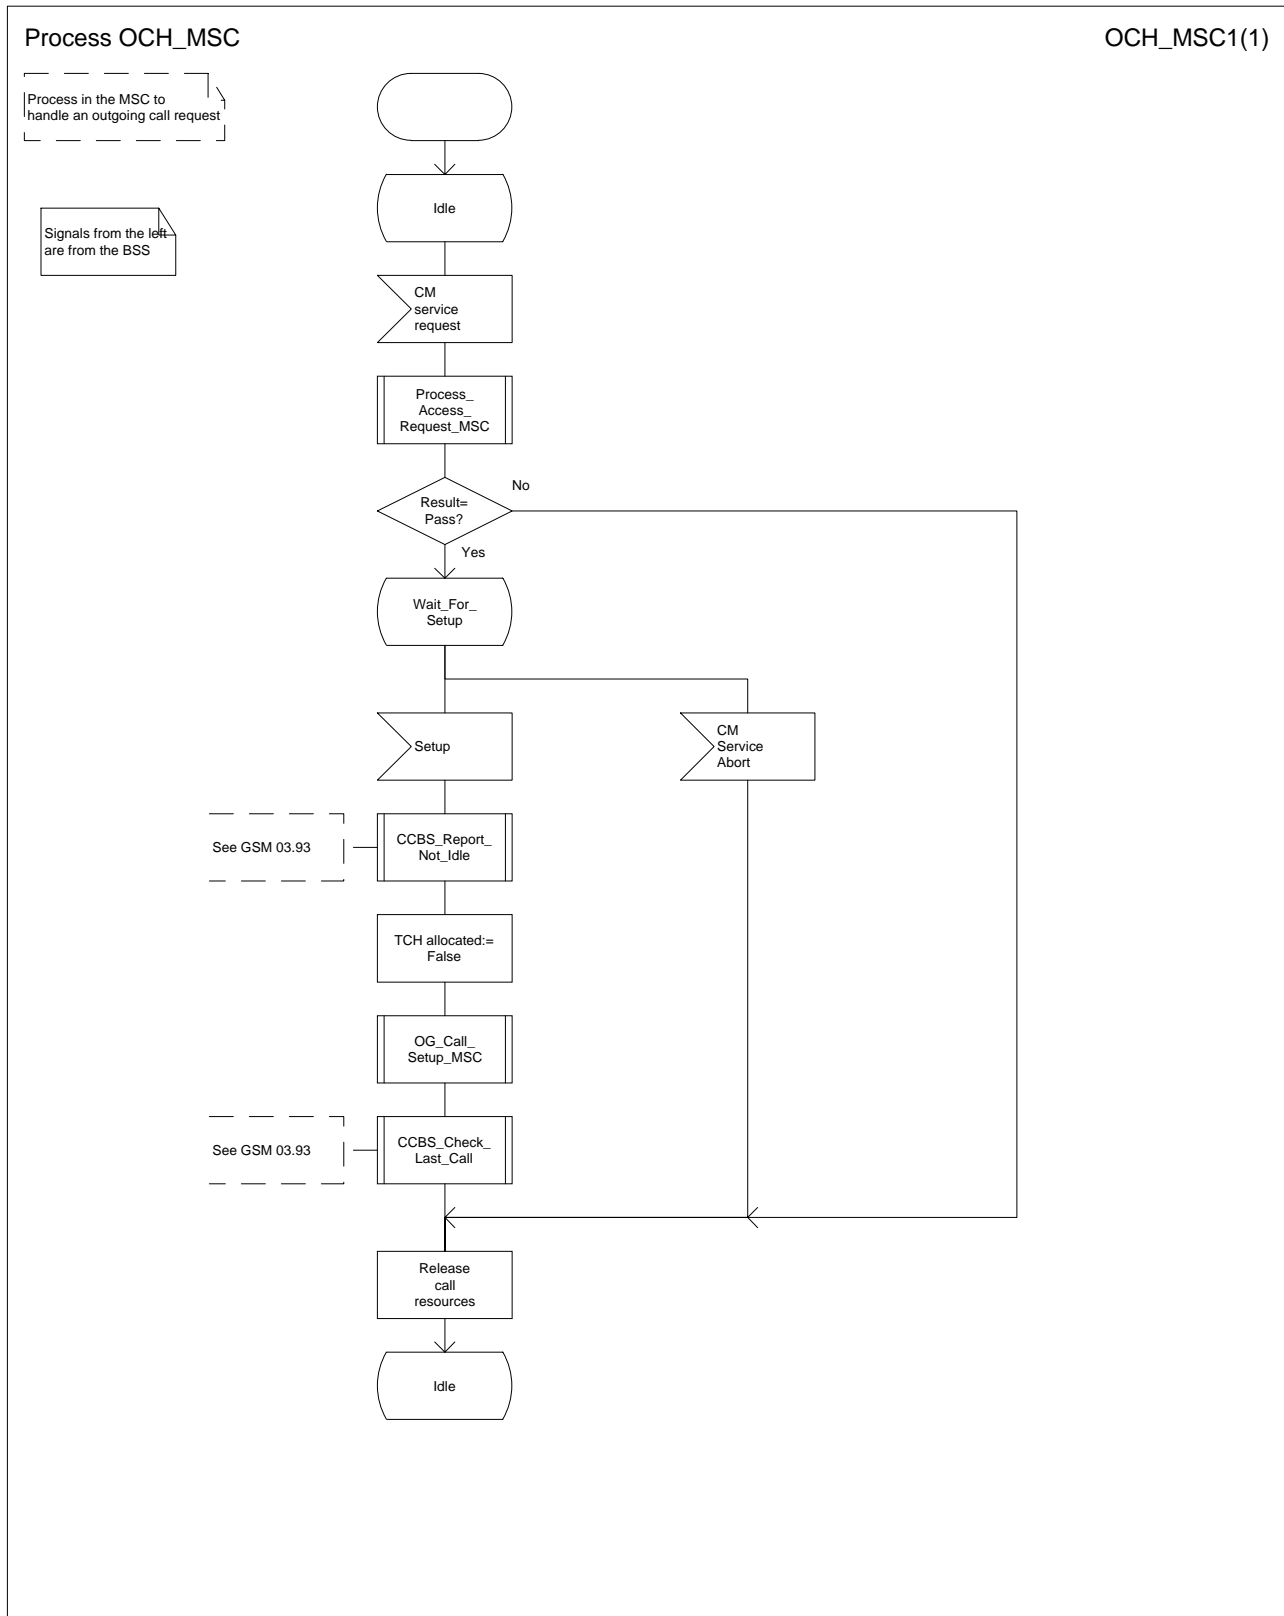 Process OCH_MSC
OCH_MSC1(1)
Process in the MSC to
handle an outgoing call request
Signals from the left
are from the BSS
Idle
CM
service
request
Process_
Access_
Request_MSC
Result=
Pass?
No
Yes
Wait_For_
Setup
Setup
CM
Service
Abort
See GSM 03.93
CCBS_Report_
Not_Idle
TCH allocated:=
False
OG_Call_
Setup_MSC
See GSM 03.93
CCBS_Check_
Last_Call
Release
call
resources
Idle